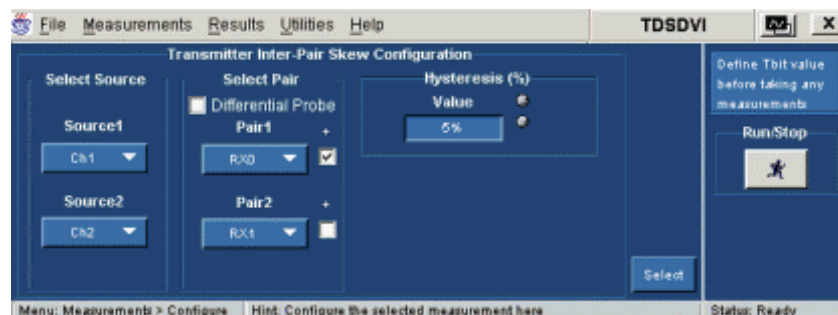 File Measurements Results Utilities Help TDSDVI X
Transmitter Inter-Pair Skew Configuration
Select Source
Source1
Ch1
Source2
Ch2
Select Pair
Differential Probe
Pair1 +
RX0
Pair2 +
RX1
Hysteresis (%)
Value
5%
Select
Define Tbit value
before taking any
measurements
Run/Stop
Menu: Measurements > Configure
Hint: Configure the selected measurement here
Status: Ready